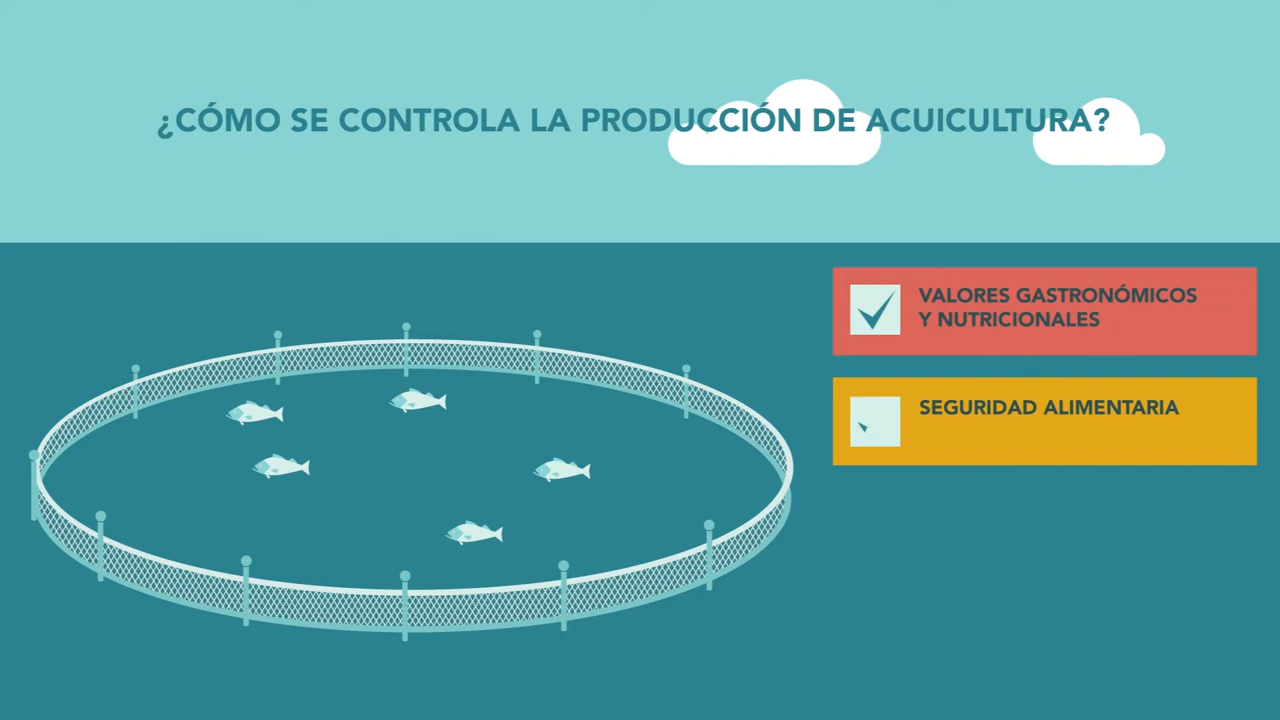 ¿CÓMO SE CONTROLA LA PRODUCCIÓN DE ACUICULTURA?
VALORES GASTRONÓMICOS
Y NUTRICIONALES
SEGURIDAD ALIMENTARIA